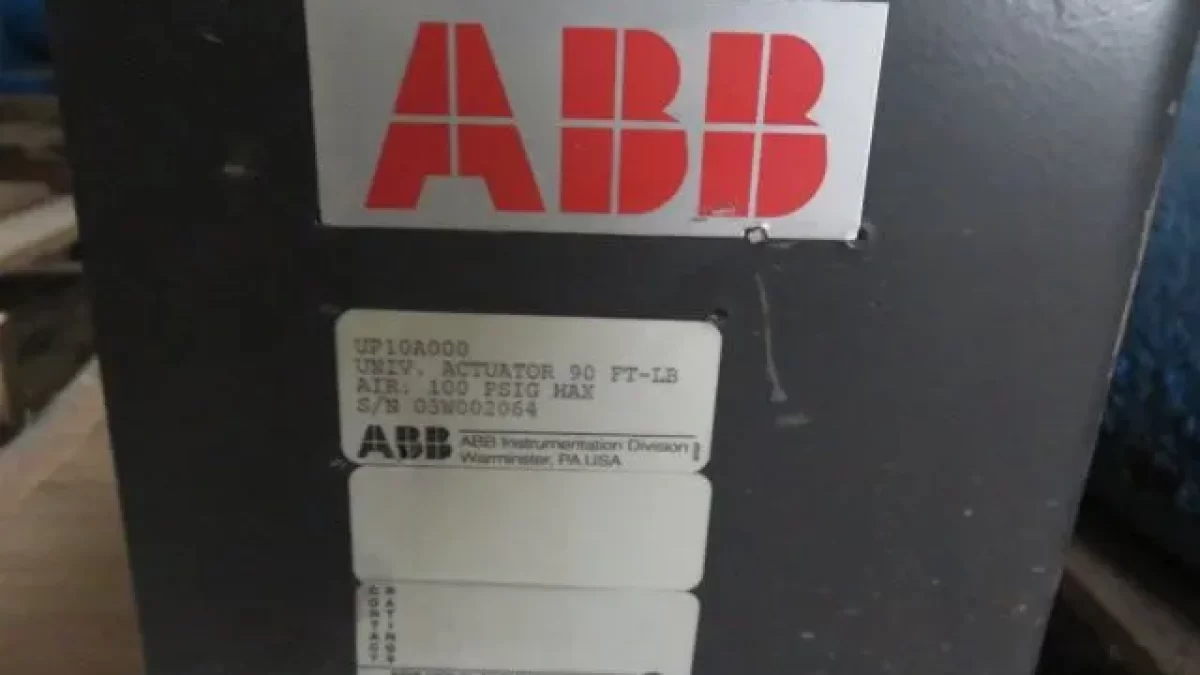 ABB
UP10A000
UNIV. ACTUATOR 90 FT-LB
AIR. 100 PSIG MAX
S/N 03W002064
ABB ABB Instrumentation Division
Warminster, PA USA
CONTACT
RATINGS